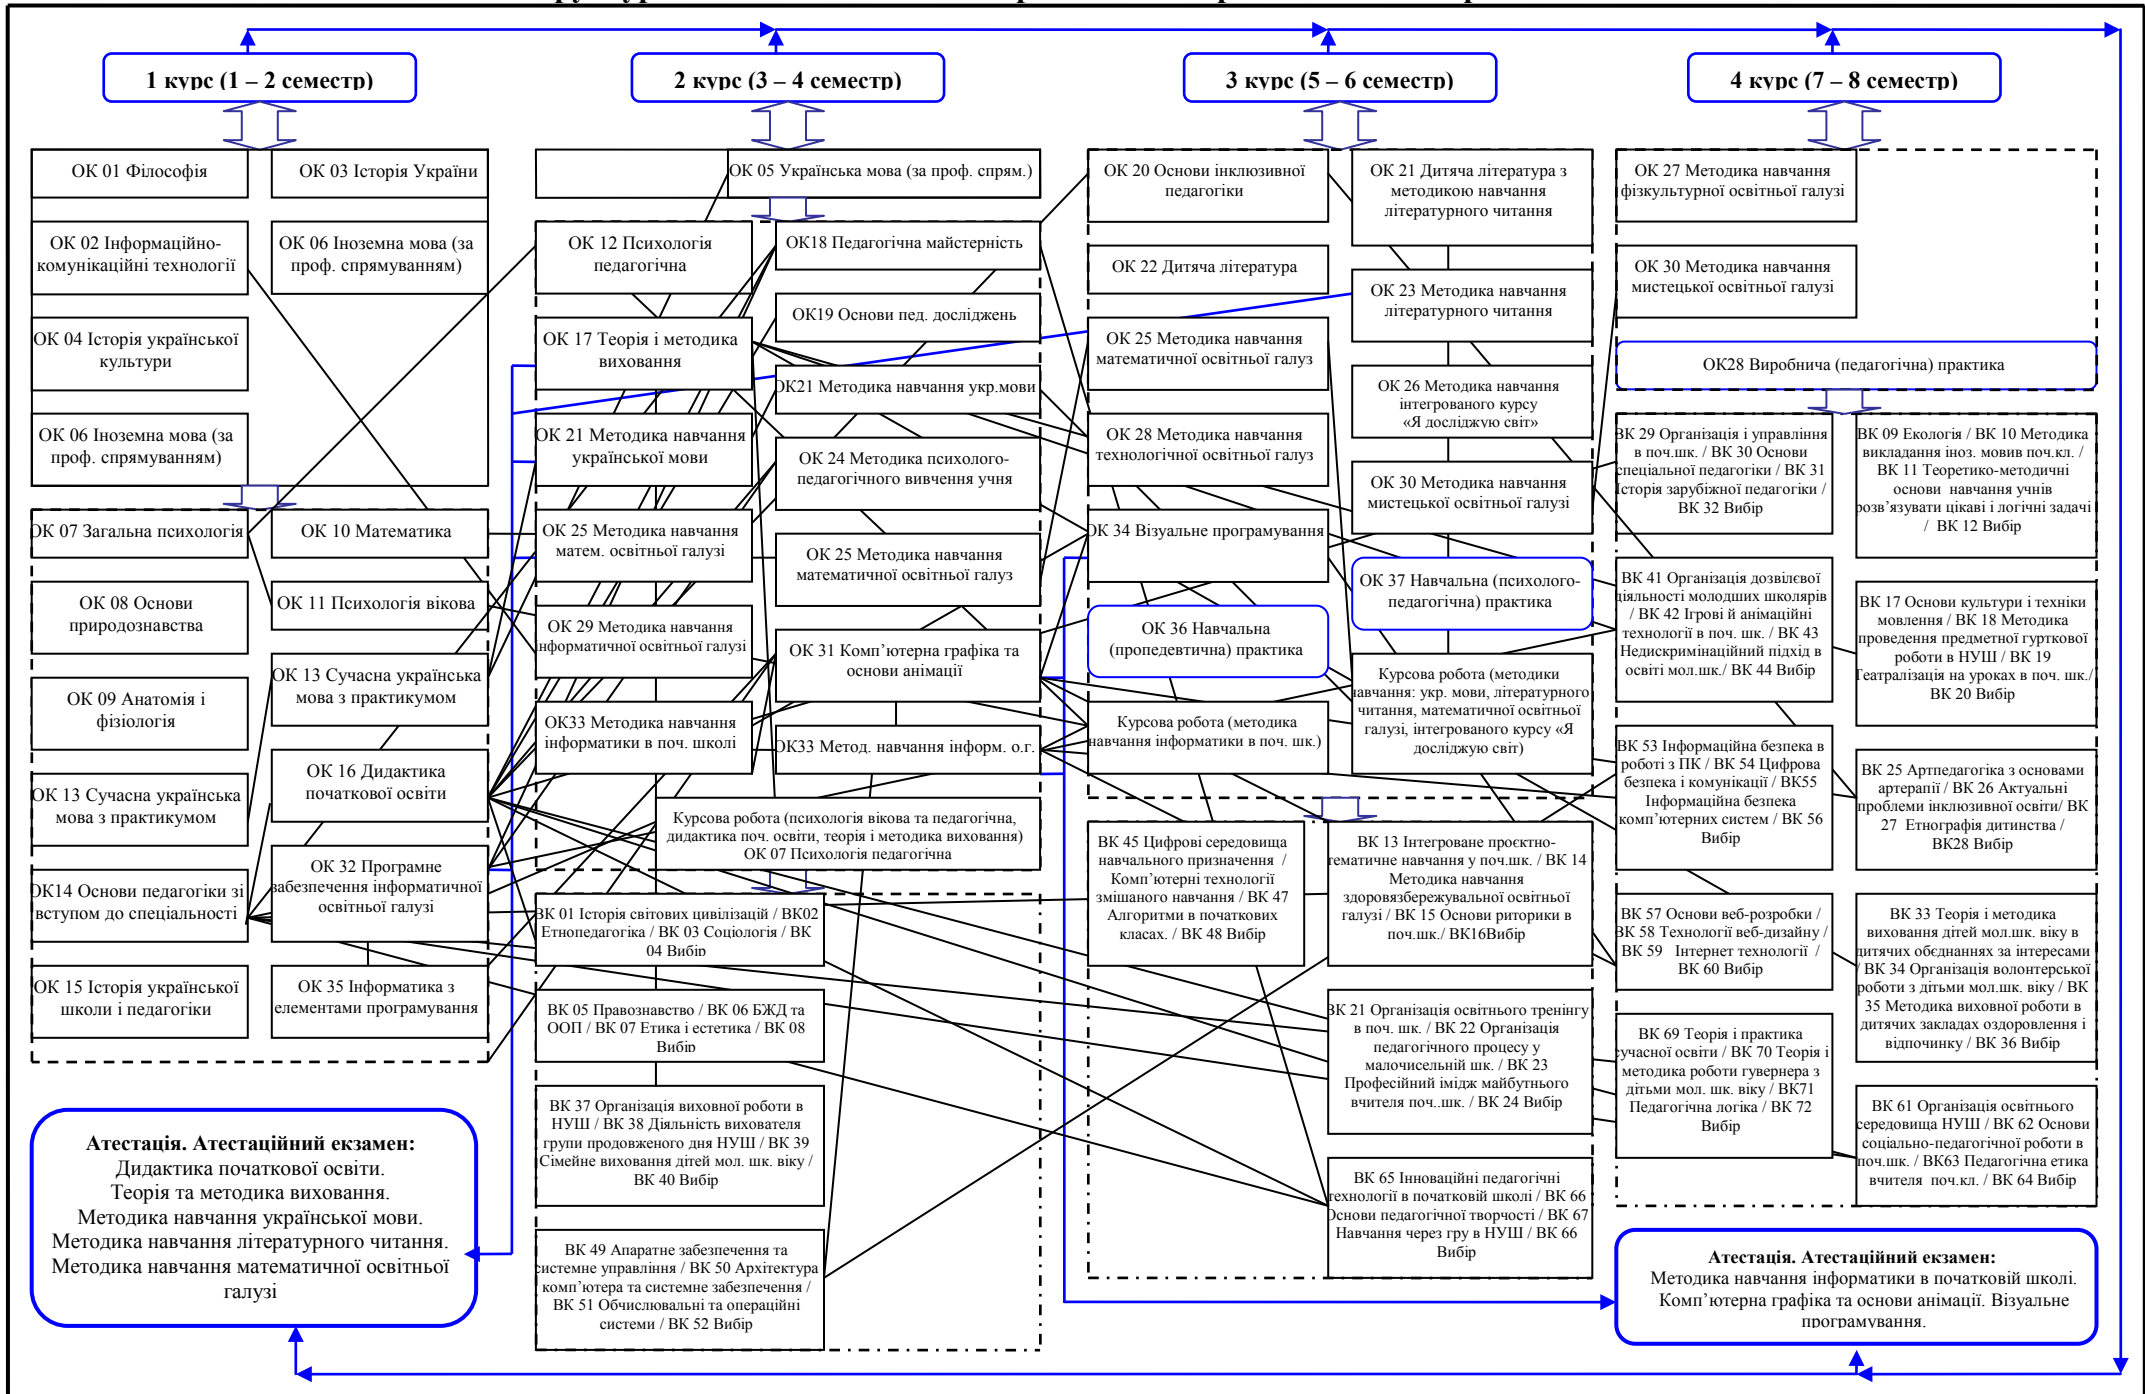 1 курс (1 – 2 семестр)
2 курс (3 – 4 семестр)
3 курс (5 – 6 семестр)
4 курс (7 – 8 семестр)
ОК 01 Філософія
ОК 03 Історія України
ОК 02 Інформаційно-
комунікаційні технології
ОК 06 Іноземна мова (за
проф. спрямуванням)
ОК 04 Історія української
культури
ОК 06 Іноземна мова (за
проф. спрямуванням)
ОК 07 Загальна психологія
ОК 10 Математика
ОК 08 Основи
природознавства
ОК 11 Психологія вікова
ОК 09 Анатомія і
фізіологія
ОК 13 Сучасна українська
мова з практикумом
ОК 13 Сучасна українська
мова з практикумом
ОК 16 Дидактика
початкової освіти
ОК14 Основи педагогіки зі
вступом до спеціальності
ОК 32 Програмне
забезпечення інформатичної
освітньої галузі
ОК 15 Історія української
школи і педагогіки
ОК 35 Інформатика з
елементами програмування
Атестація. Атестаційний екзамен:
Дидактика початкової освіти.
Теорія та методика виховання.
Методика навчання української мови.
Методика навчання літературного читання.
Методика навчання математичної освітньої
галузі
ОК 05 Українська мова (за проф. спрям.)
ОК 12 Психологія
педагогічна
ОК18 Педагогічна майстерність
ОК 17 Теорія і методика
виховання
ОК19 Основи пед. досліджень
ОК21 Методика навчання укр.мови
ОК 21 Методика навчання
української мови
ОК 24 Методика психолого-
педагогічного вивчення учня
ОК 25 Методика навчання
матем. освітньої галузі
ОК 25 Методика навчання
математичної освітньої галуз
ОК 29 Методика навчання
інформатичної освітньої галузі
ОК 31 Комп’ютерна графіка та
основи анімації
ОК33 Методика навчання
інформатики в поч. школі
ОК33 Метод. навчання інформ. о.г.
Курсова робота (психологія вікова та педагогічна,
дидактика поч. освіти, теорія і методика виховання)
ОК 07 Психологія педагогічна
ВК 01 Історія світових цивілізацій / ВК02
Етнопедагогіка / ВК 03 Соціологія / ВК
04 Вибір
ВК 05 Правознавство / ВК 06 БЖД та
ООП / ВК 07 Етика і естетика / ВК 08
Вибір
ВК 37 Організація виховної роботи в
НУШ / ВК 38 Діяльність вихователя
групи продовженого дня НУШ / ВК 39
Сімейне виховання дітей мол. шк. віку /
ВК 40 Вибір
ВК 49 Апаратне забезпечення та
системне управління / ВК 50 Архітектура
комп’ютера та системне забезпечення /
ВК 51 Обчислювальні та операційні
системи / ВК 52 Вибір
ОК 20 Основи інклюзивної
педагогіки
ОК 21 Дитяча література з
методикою навчання
літературного читання
ОК 22 Дитяча література
ОК 23 Методика навчання
літературного читання
ОК 25 Методика навчання
математичної освітньої галуз
ОК 26 Методика навчання
інтегрованого курсу
«Я досліджую світ»
ОК 28 Методика навчання
технологічної освітньої галуз
ОК 30 Методика навчання
мистецької освітньої галузі
ОК 34 Візуальне програмування
ОК 37 Навчальна (психолого-
педагогічна) практика
ОК 36 Навчальна
(пропедевтична) практика
Курсова робота (методики
навчання: укр. мови, літературного
читання, математичної освітньої
галузі, інтегрованого курсу «Я
досліджую світ)
Курсова робота (методика
навчання інформатики в поч. шк.)
ВК 45 Цифрові середовища
навчального призначення /
Комп’ютерні технології
змішаного навчання / ВК 47
Алгоритми в початкових
класах. / ВК 48 Вибір
ВК 13 Інтегроване проєктно-
тематичне навчання у поч.шк. / ВК 14
Методика навчання
здоровязбережувальної освітньої
галузі / ВК 15 Основи риторики в
поч.шк./ ВК16Вибір
ВК 21 Організація освітнього тренінгу
в поч. шк. / ВК 22 Організація
педагогічного процесу у
малочисельній шк. / ВК 23
Професійний імідж майбутнього
вчителя поч..шк. / ВК 24 Вибір
ВК 65 Інноваційні педагогічні
технології в початковій школі / ВК 66
Основи педагогічної творчості / ВК 67
Навчання через гру в НУШ / ВК 66
Вибір
ОК 27 Методика навчання
фізкультурної освітньої галузі
ОК 30 Методика навчання
мистецької освітньої галузі
ОК28 Виробнича (педагогічна) практика
ВК 29 Організація і управління
в поч.шк. / ВК 30 Основи
спеціальної педагогіки / ВК 31
Історія зарубіжної педагогіки /
ВК 32 Вибір
ВК 09 Екологія / ВК 10 Методика
викладання іноз. мовив поч.кл. /
ВК 11 Теоретико-методичні
основи навчання учнів
розв’язувати цікаві і логічні задачі
/ ВК 12 Вибір
ВК 41 Організація дозвілєвої
діяльності молодших школярів
/ ВК 42 Ігрові й анімаційні
технології в поч. шк. / ВК 43
Недискримінаційний підхід в
освіті мол.шк./ ВК 44 Вибір
ВК 17 Основи культури і техніки
мовлення / ВК 18 Методика
проведення предметної гурткової
роботи в НУШ / ВК 19
Театралізація на уроках в поч. шк./
ВК 20 Вибір
ВК 53 Інформаційна безпека в
роботі з ПК / ВК 54 Цифрова
безпека і комунікації / ВК55
Інформаційна безпека
комп’ютерних систем / ВК 56
Вибір
ВК 25 Артпедагогіка з основами
артерапії / ВК 26 Актуальні
проблеми інклюзивної освіти/ ВК
27 Етнографія дитинства /
ВК28 Вибір
ВК 57 Основи веб-розробки /
ВК 58 Технології веб-дизайну /
ВК 59 Інтернет технології /
ВК 60 Вибір
ВК 33 Теорія і методика
виховання дітей мол.шк. віку в
дитячих обєднаннях за інтересами
/ ВК 34 Організація волонтерської
роботи з дітьми мол.шк. віку / ВК
35 Методика виховної роботи в
дитячих закладах оздоровлення і
відпочинку / ВК 36 Вибір
ВК 69 Теорія і практика
сучасної освіти / ВК 70 Теорія і
методика роботи гувернера з
дітьми мол. шк. віку / ВК71
Педагогічна логіка / ВК 72
Вибір
ВК 61 Організація освітнього
середовища НУШ / ВК 62 Основи
соціально-педагогічної роботи в
поч.шк. / ВК63 Педагогічна етика
вчителя поч.кл. / ВК 64 Вибір
Атестація. Атестаційний екзамен:
Методика навчання інформатики в початковій школі.
Комп’ютерна графіка та основи анімації. Візуальне
програмування.